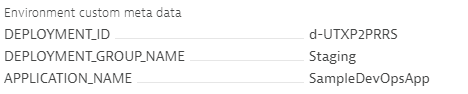 Environment custom meta data
DEPLOYMENT_ID d-UTXP2PRRS
DEPLOYMENT_GROUP_NAME Staging
APPLICATION_NAME SampleDevOpsApp